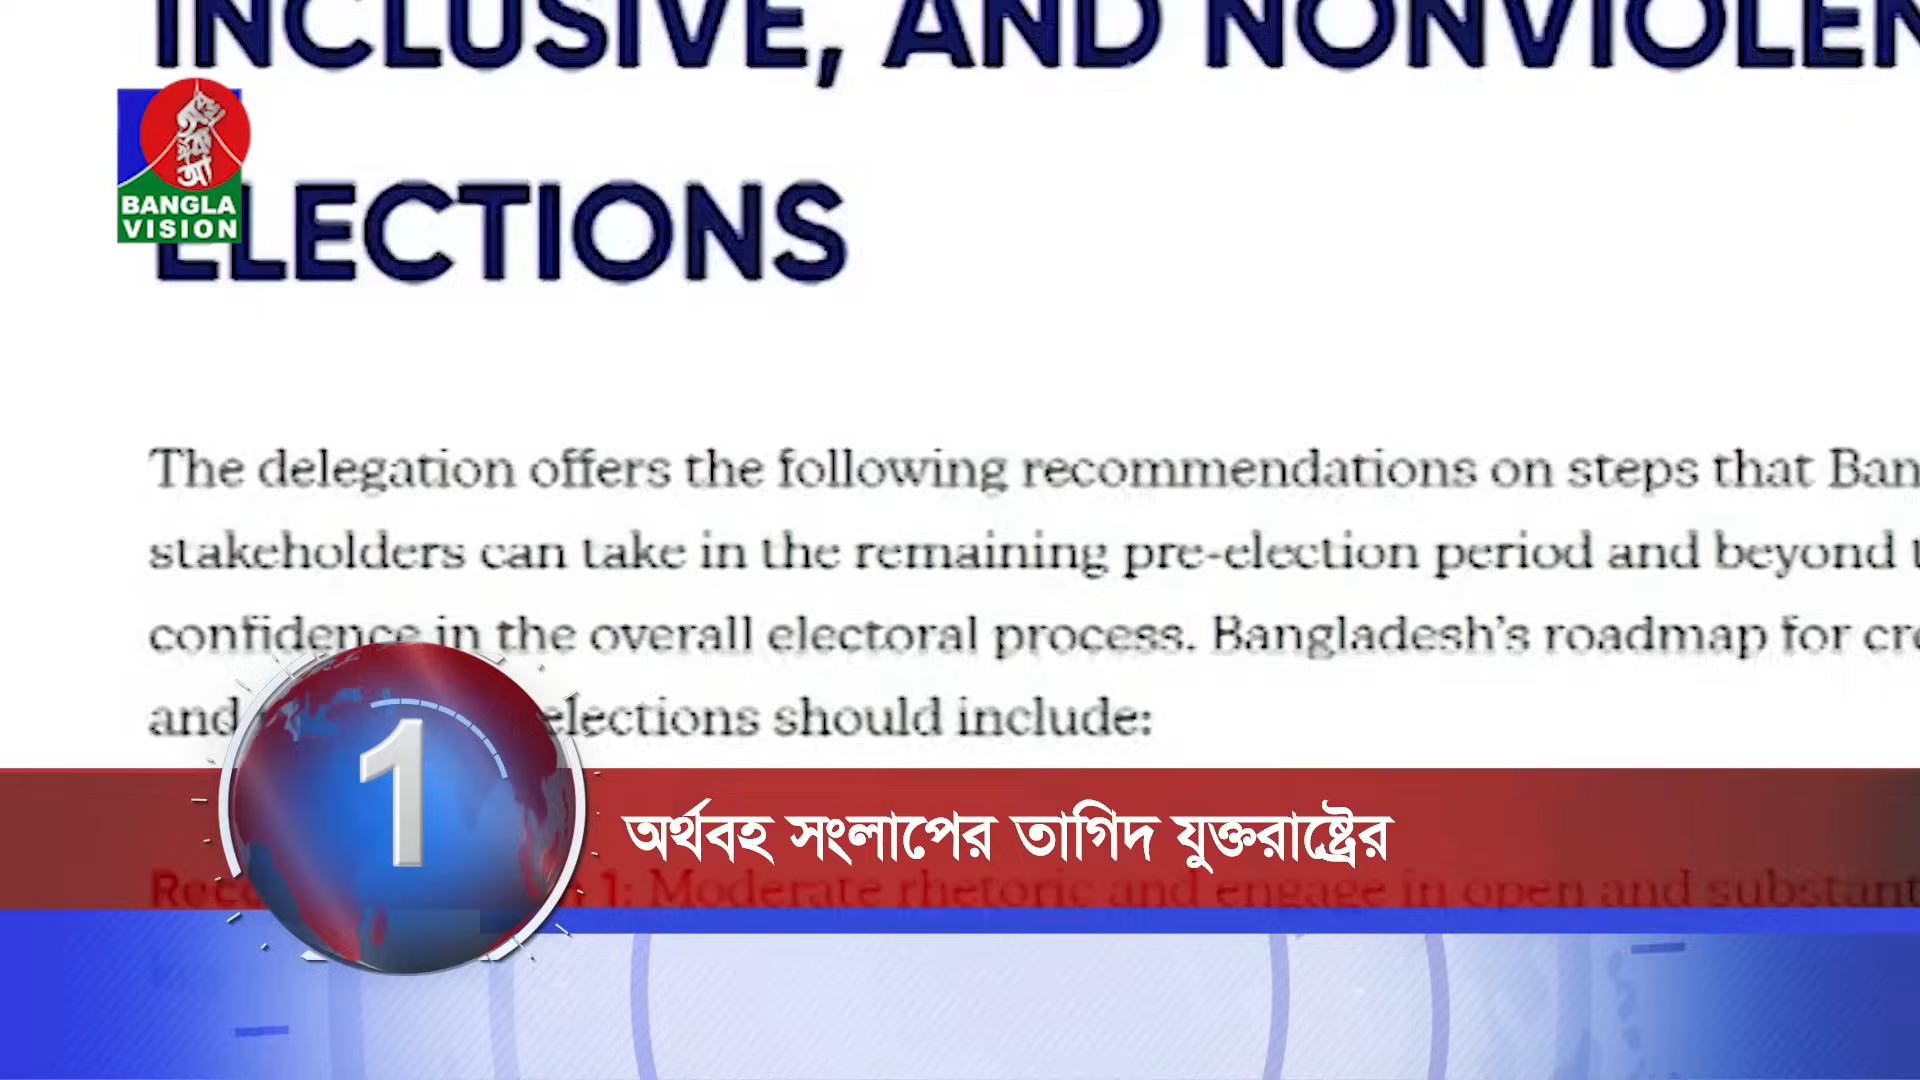 INCLUSIVE, AND NONVIOLEN
ELECTIONS
BANGLA
VISION
The delegation offers the following recommendations on steps that Ban
stakeholders can take in the remaining pre-election period and beyond t
confidence in the overall electoral process. Bangladesh's roadmap for cre
and elections should include:
1
অর্থবহ সংলাপের তাগিদ যুক্তরাষ্ট্রের
1: Moderate rhetoric and engage in open and substant